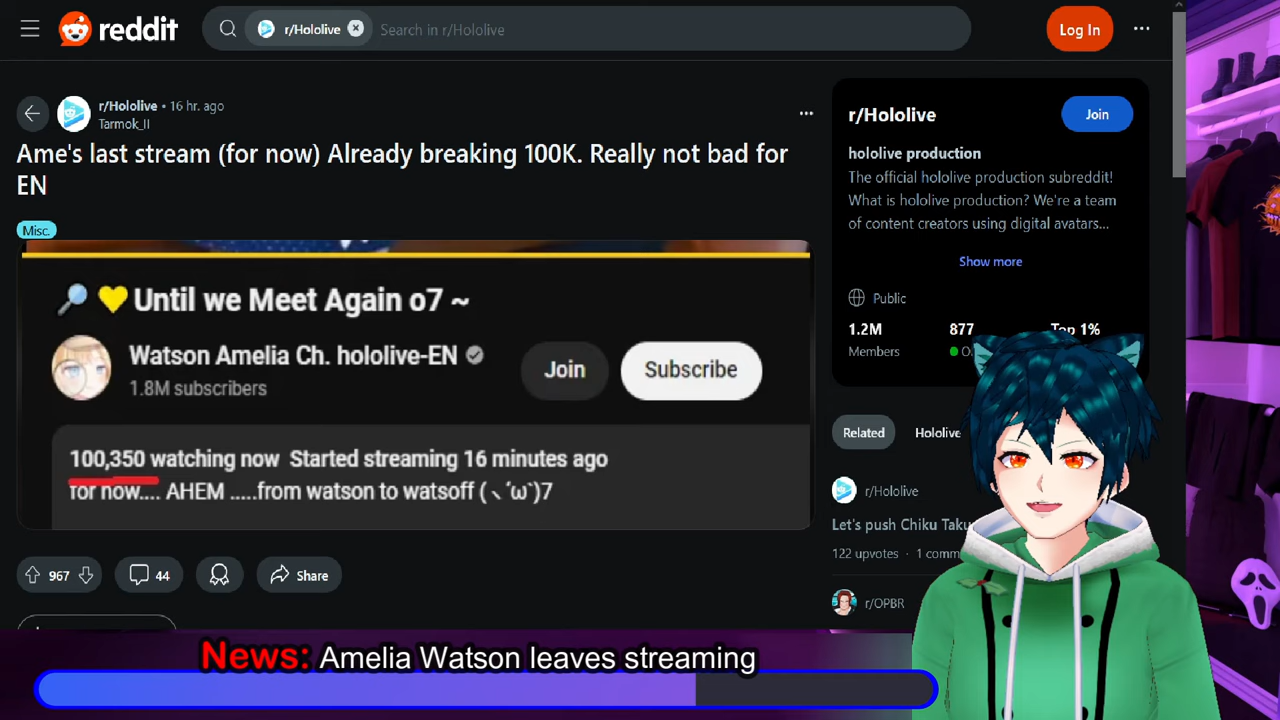 reddit
r/Hololive
Search in r/Hololive
Log In
r/Hololive • 16 hr. ago
Tarmok_II
Ame's last stream (for now) Already breaking 100K. Really not bad for
EN
Misc.
Until we Meet Again o7 ~
Watson Amelia Ch. hololive-EN
1.8M subscribers
Join
Subscribe
100,350 watching now Started streaming 16 minutes ago
for now.... AHEM .....from watson to watsoff (ヽ´ω`)7
967
44
Share
r/Hololive
Join
hololive production
The official hololive production subreddit!
What is hololive production? We're a team
of content creators using digital avatars...
Show more
Public
1.2M
877
Top 1%
Members
Related
Hololive
r/Hololive
Let's push Chiku Taku
122 upvotes • 1 comm
r/OPBR
News: Amelia Watson leaves streaming